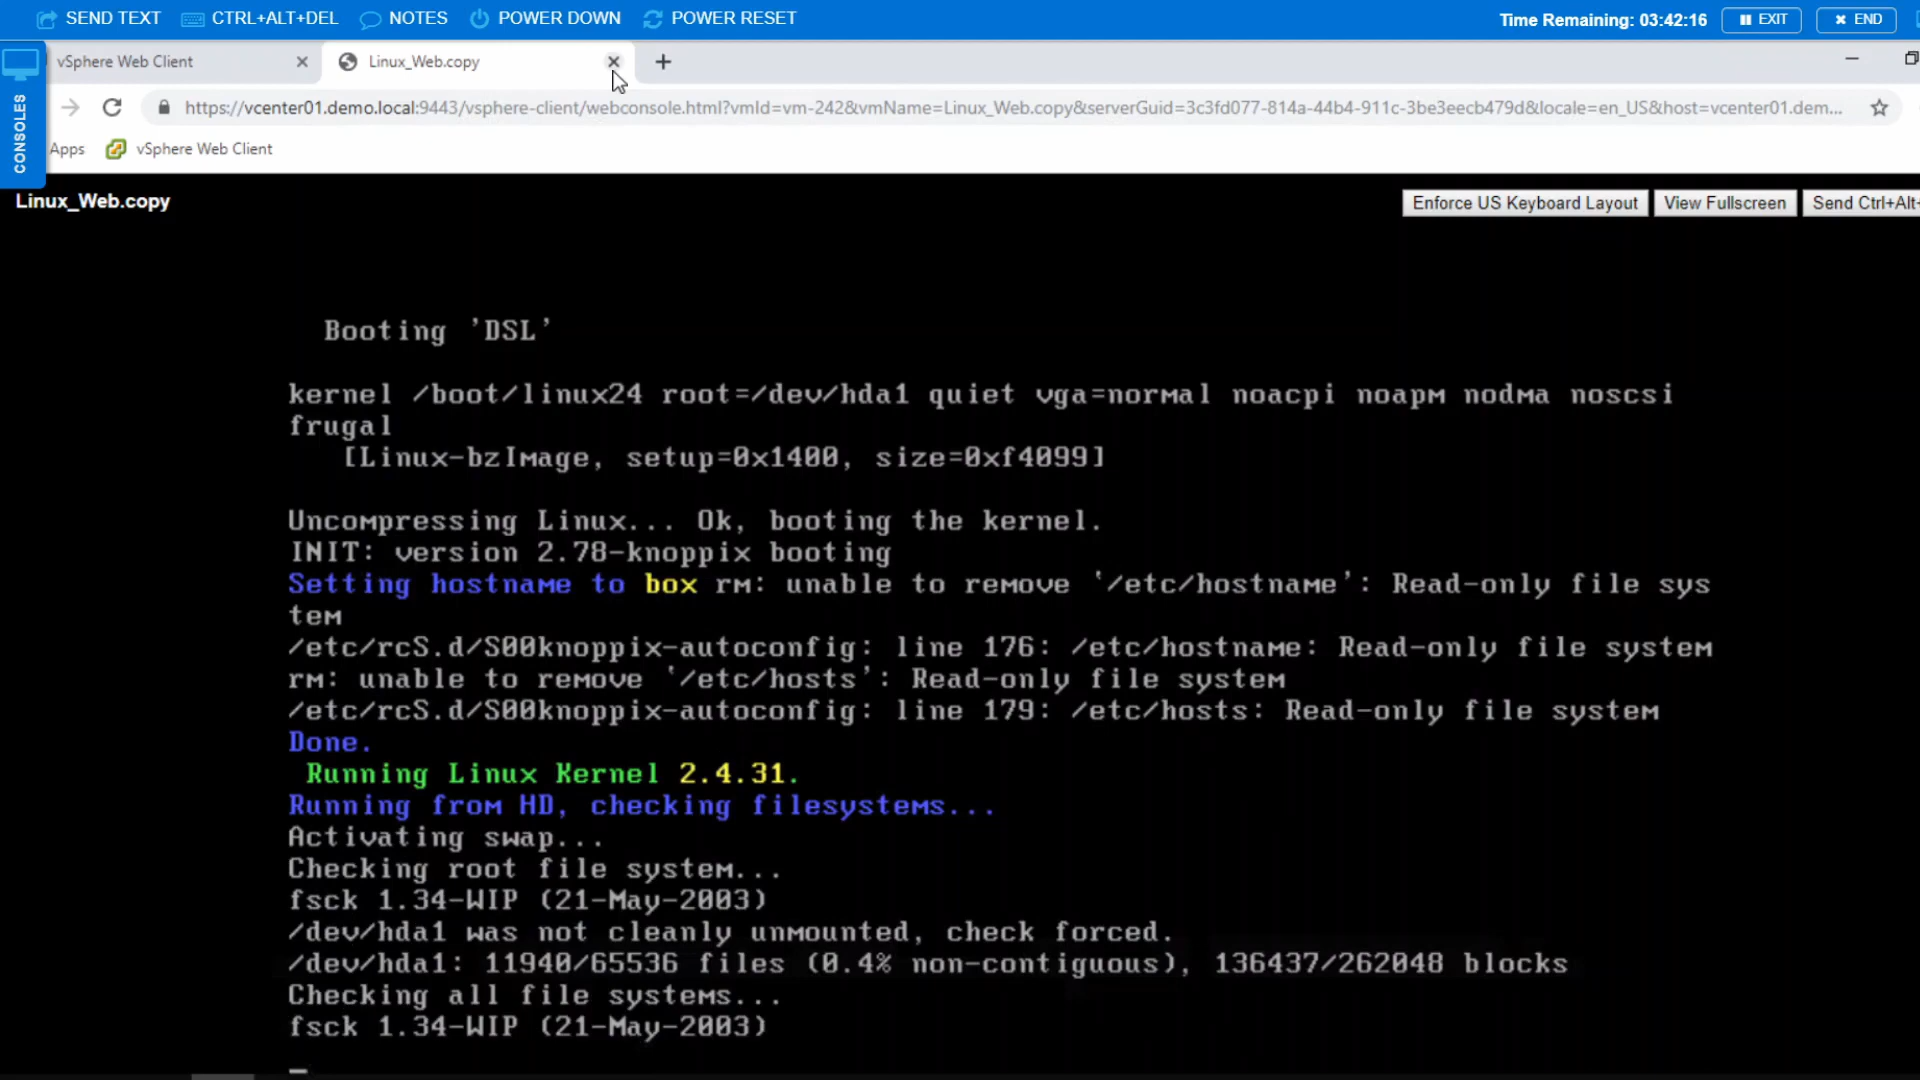 SEND TEXT CTRL+ALT+DEL NOTES POWER DOWN POWER RESET Time Remaining: 03:42:16 EXIT END
vSphere Web Client Linux_Web.copy
https://vcenter01.demo.local:9443/vsphere-client/webconsole.html?vmId=vm-242&vmName=Linux_Web.copy&serverGuid=3c3fd077-814a-44b4-911c-3be3eecb479d&locale=en_US&host=vcenter01.dem...
CONSOLES
Apps vSphere Web Client
Linux_Web.copy Enforce US Keyboard Layout View Fullscreen Send Ctrl+Alt+
Booting 'DSL'
kernel /boot/linux24 root=/dev/hda1 quiet vga=normal noacpi noapm nodma noscsi
frugal
[Linux-bzImage, setup=0x1400, size=0xf4099]
Uncompressing Linux... Ok, booting the kernel.
INIT: version 2.78-knoppix booting
Setting hostname to box rm: unable to remove `/etc/hostname': Read-only file sys
tem
/etc/rcS.d/S00knoppix-autoconfig: line 176: /etc/hostname: Read-only file system
rm: unable to remove `/etc/hosts': Read-only file system
/etc/rcS.d/S00knoppix-autoconfig: line 179: /etc/hosts: Read-only file system
Done.
Running Linux Kernel 2.4.31.
Running from HD, checking filesystems...
Activating swap...
Checking root file system...
fsck 1.34-WIP (21-May-2003)
/dev/hda1 was not cleanly unmounted, check forced.
/dev/hda1: 11940/65536 files (0.4% non-contiguous), 136437/262048 blocks
Checking all file systems...
fsck 1.34-WIP (21-May-2003)